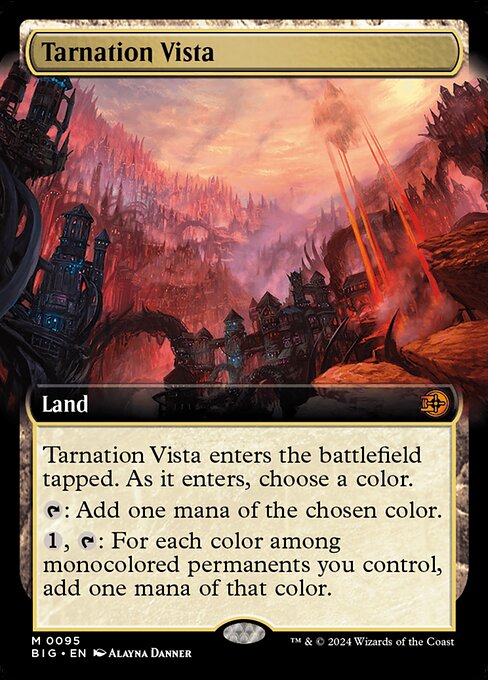 Tarnation Vista
Land
Tarnation Vista enters the battlefield
tapped. As it enters, choose a color.
: Add one mana of the chosen color.
1, : For each color among
monocolored permanents you control,
add one mana of that color.
M 0095
BIG • EN Alayna Danner
™ & © 2024 Wizards of the Coast